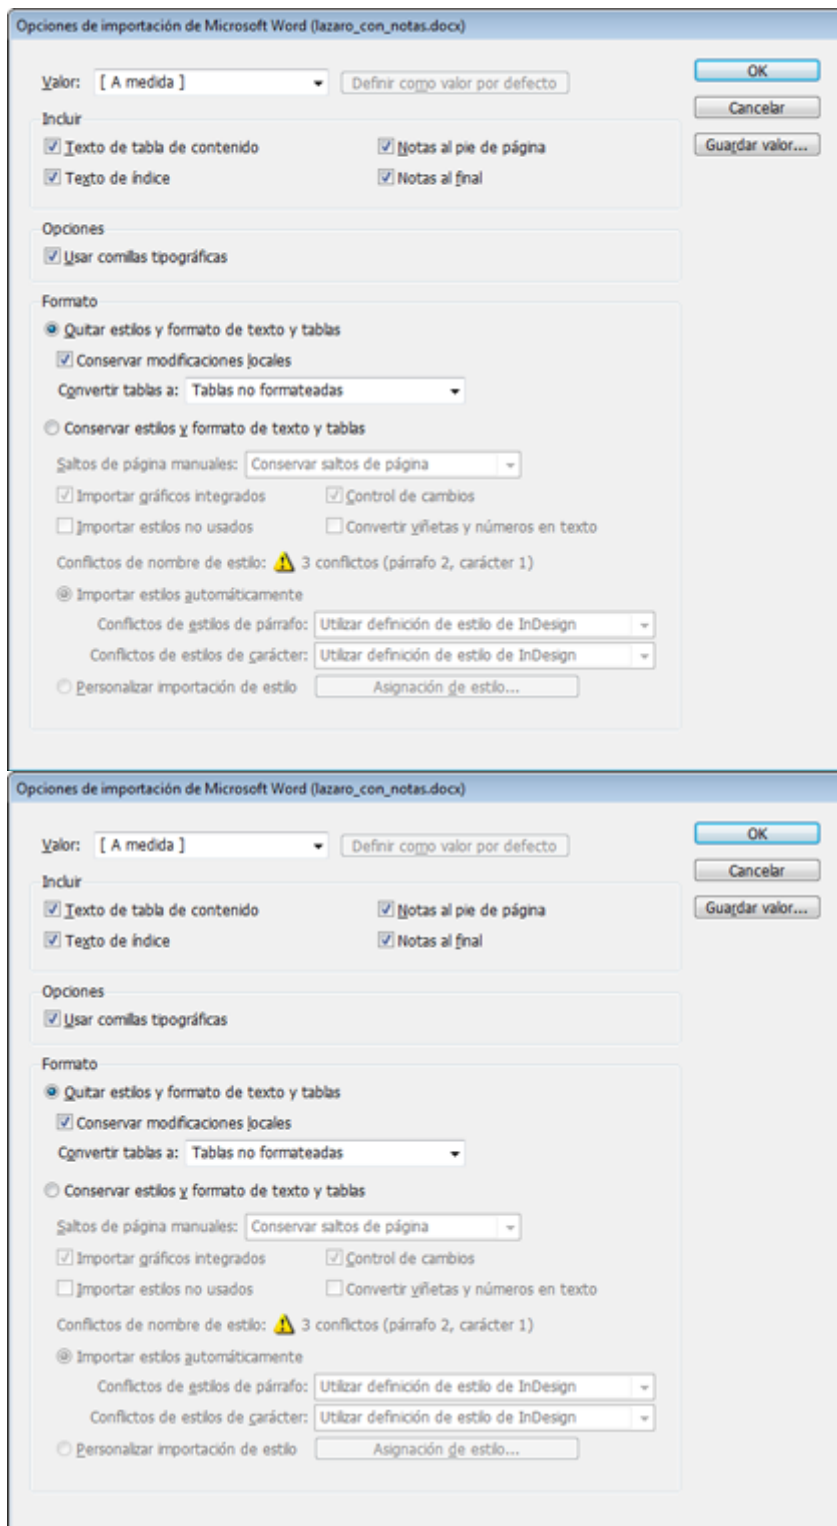 Opciones de importación de Microsoft Word (lazaro_con_notas.docx)
Valor: [ A medida ] Definir como valor por defecto OK
Cancelar
Incluir
Guardar valor...
Texto de tabla de contenido Notas al pie de página
Texto de índice Notas al final
Opciones
Usar comillas tipográficas
Formato
Quitar estilos y formato de texto y tablas
Conservar modificaciones locales
Convertir tablas a: Tablas no formateadas
Conservar estilos y formato de texto y tablas
Saltos de página manuales: Conservar saltos de página
Importar gráficos integrados Control de cambios
Importar estilos no usados Convertir viñetas y números en texto
Conflictos de nombre de estilo: 3 conflictos (párrafo 2, carácter 1)
Importar estilos automáticamente
Conflictos de estilos de párrafo: Utilizar definición de estilo de InDesign
Conflictos de estilos de carácter: Utilizar definición de estilo de InDesign
Personalizar importación de estilo Asignación de estilo...
Opciones de importación de Microsoft Word (lazaro_con_notas.docx)
Valor: [ A medida ] Definir como valor por defecto OK
Cancelar
Incluir
Guardar valor...
Texto de tabla de contenido Notas al pie de página
Texto de índice Notas al final
Opciones
Usar comillas tipográficas
Formato
Quitar estilos y formato de texto y tablas
Conservar modificaciones locales
Convertir tablas a: Tablas no formateadas
Conservar estilos y formato de texto y tablas
Saltos de página manuales: Conservar saltos de página
Importar gráficos integrados Control de cambios
Importar estilos no usados Convertir viñetas y números en texto
Conflictos de nombre de estilo: 3 conflictos (párrafo 2, carácter 1)
Importar estilos automáticamente
Conflictos de estilos de párrafo: Utilizar definición de estilo de InDesign
Conflictos de estilos de carácter: Utilizar definición de estilo de InDesign
Personalizar importación de estilo Asignación de estilo...